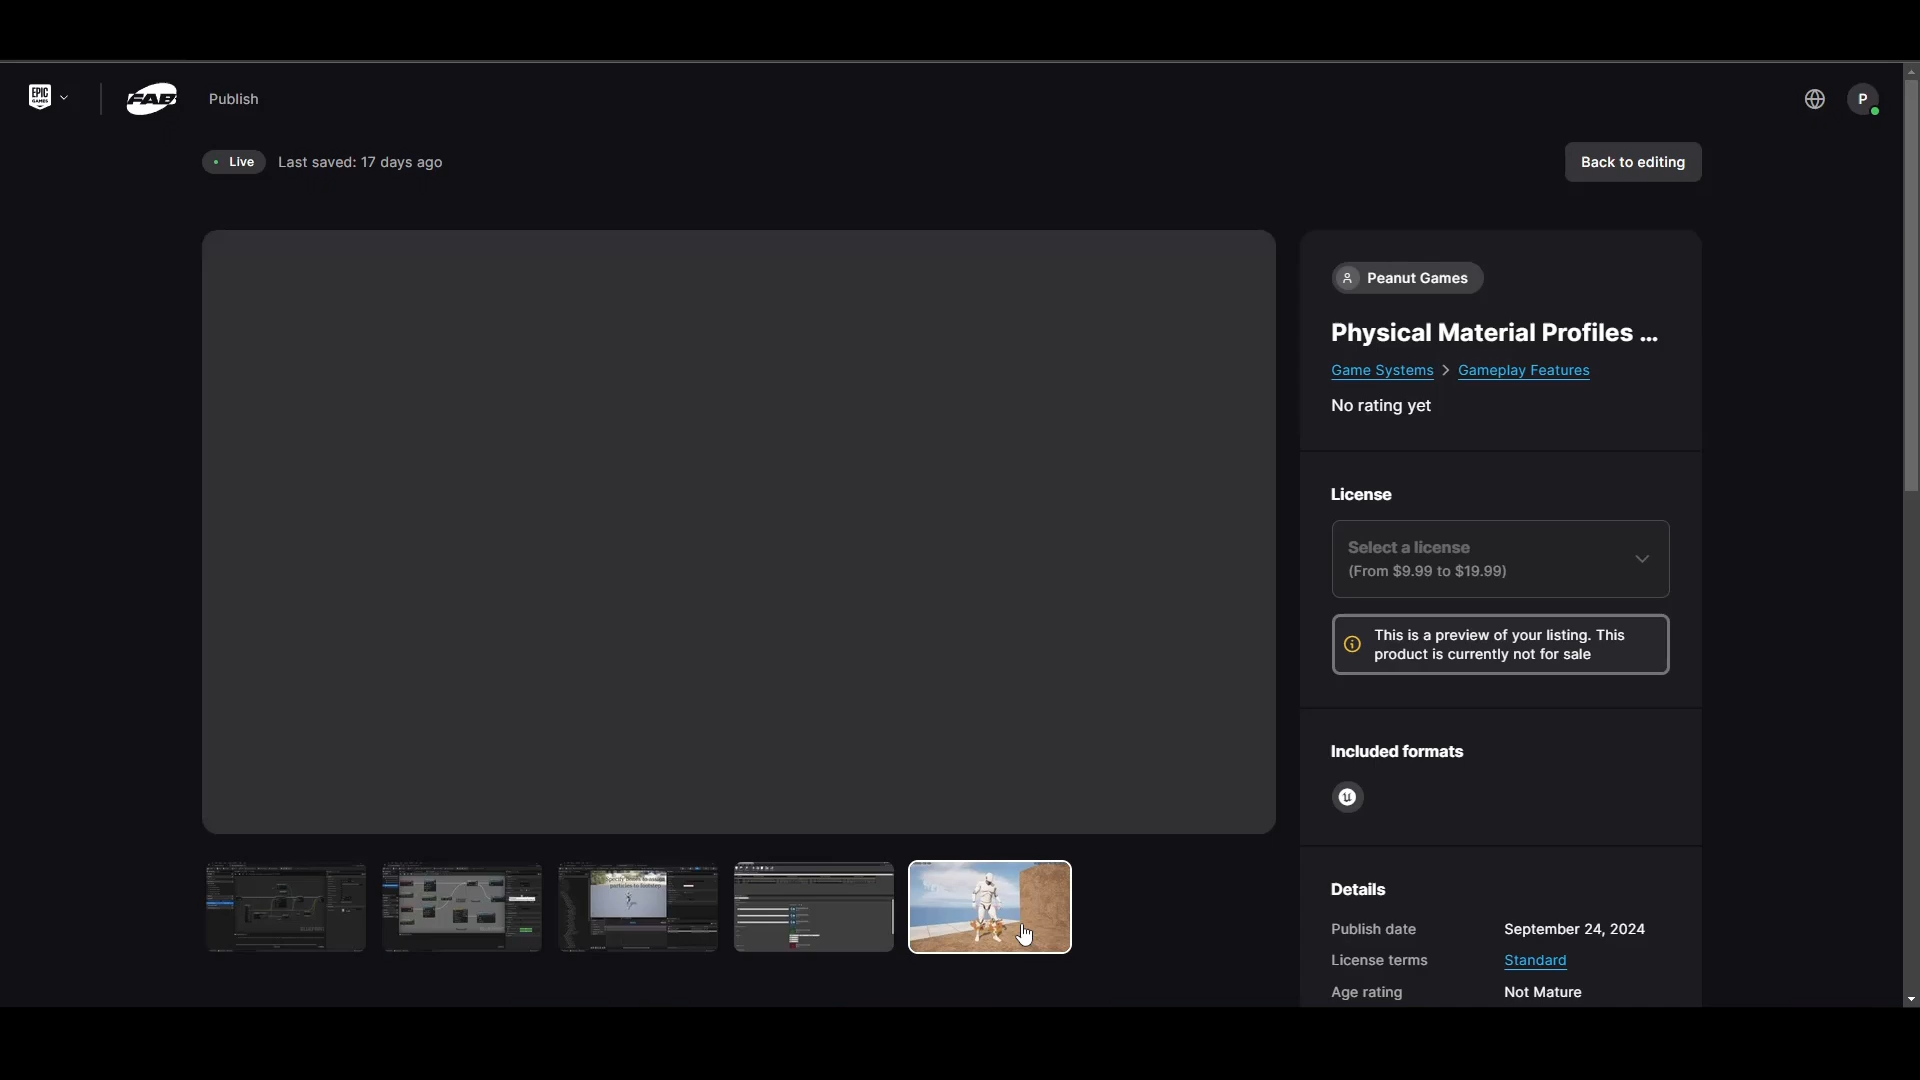 EPIC GAMES
FAB
Publish
P
Live
Last saved: 17 days ago
Back to editing
Peanut Games
Physical Material Profiles ...
Game Systems > Gameplay Features
No rating yet
License
Select a license
(From $9.99 to $19.99)
This is a preview of your listing. This
product is currently not for sale
Included formats
Details
Publish date September 24, 2024
License terms Standard
Age rating Not Mature